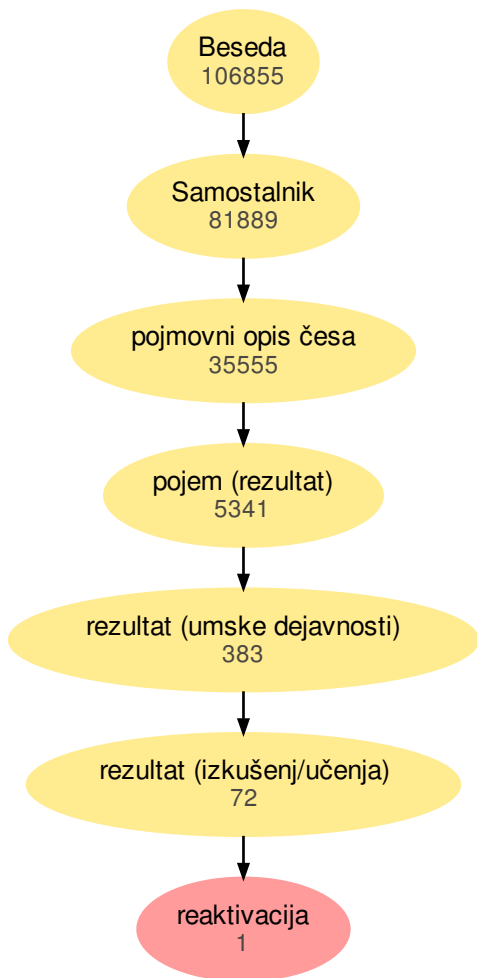 Beseda
106855
Samostalnik
81889
pojmovni opis česa
35555
pojem (rezultat)
5341
rezultat (umske dejavnosti)
383
rezultat (izkušenj/učenja)
72
reaktivacija
1